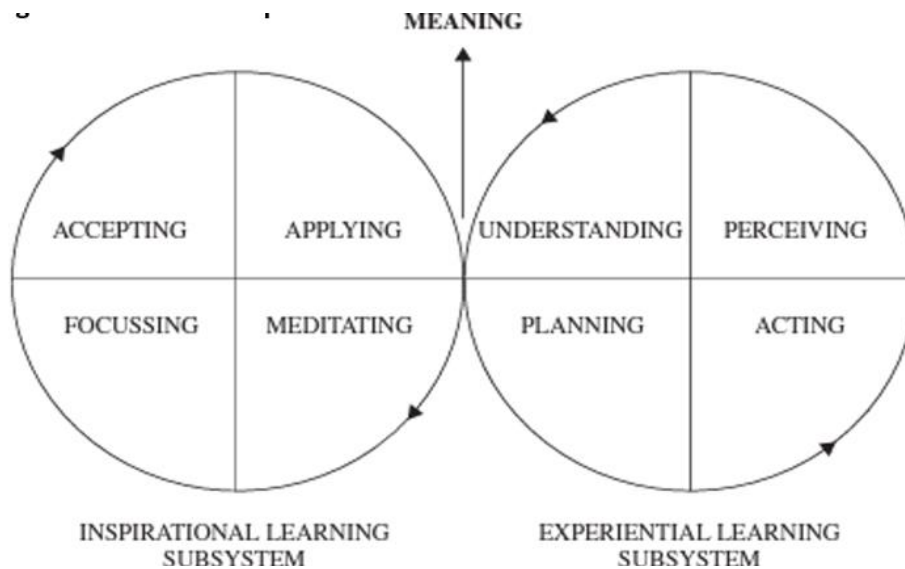 MEANING
ACCEPTING APPLYING UNDERSTANDING PERCEIVING
FOCUSSING MEDITATING PLANNING ACTING
INSPIRATIONAL LEARNING
SUBSYSTEM
EXPERIENTIAL LEARNING
SUBSYSTEM